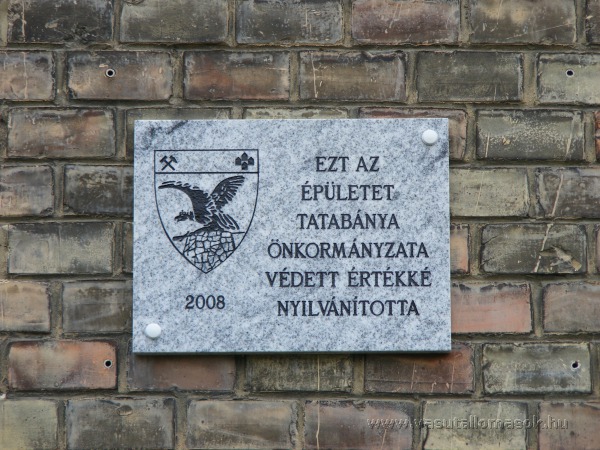 EZT AZ
ÉPÜLETET
TATABÁNYA
ÖNKORMÁNYZATA
VÉDETT ÉRTÉKKÉ
NYILVÁNÍTOTTA
2008
www.vasutallomasok.hu